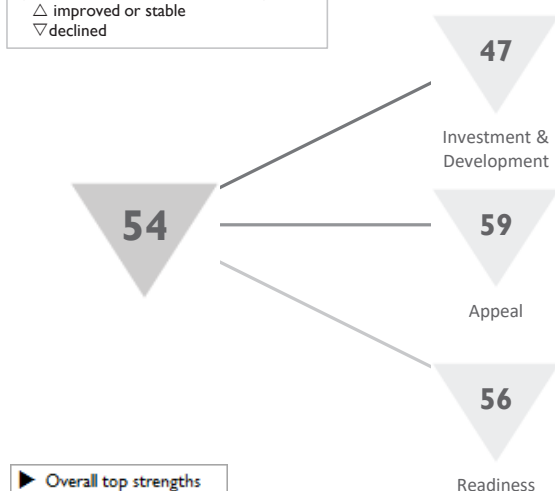 △ improved or stable
▽declined
47
Investment &
Development
54
59
Appeal
56
Readiness
▶ Overall top strengths